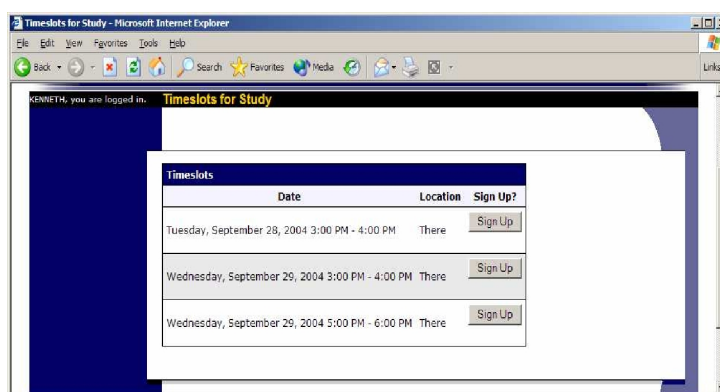 Timeslots for Study - Microsoft Internet Explorer
File Edit View Favorites Tools Help
Back Search Favorites Media Links
KENNETH, you are logged in. Timeslots for Study
Timeslots
Date Location Sign Up?
Tuesday, September 28, 2004 3:00 PM - 4:00 PM There Sign Up
Wednesday, September 29, 2004 3:00 PM - 4:00 PM There Sign Up
Wednesday, September 29, 2004 5:00 PM - 6:00 PM There Sign Up